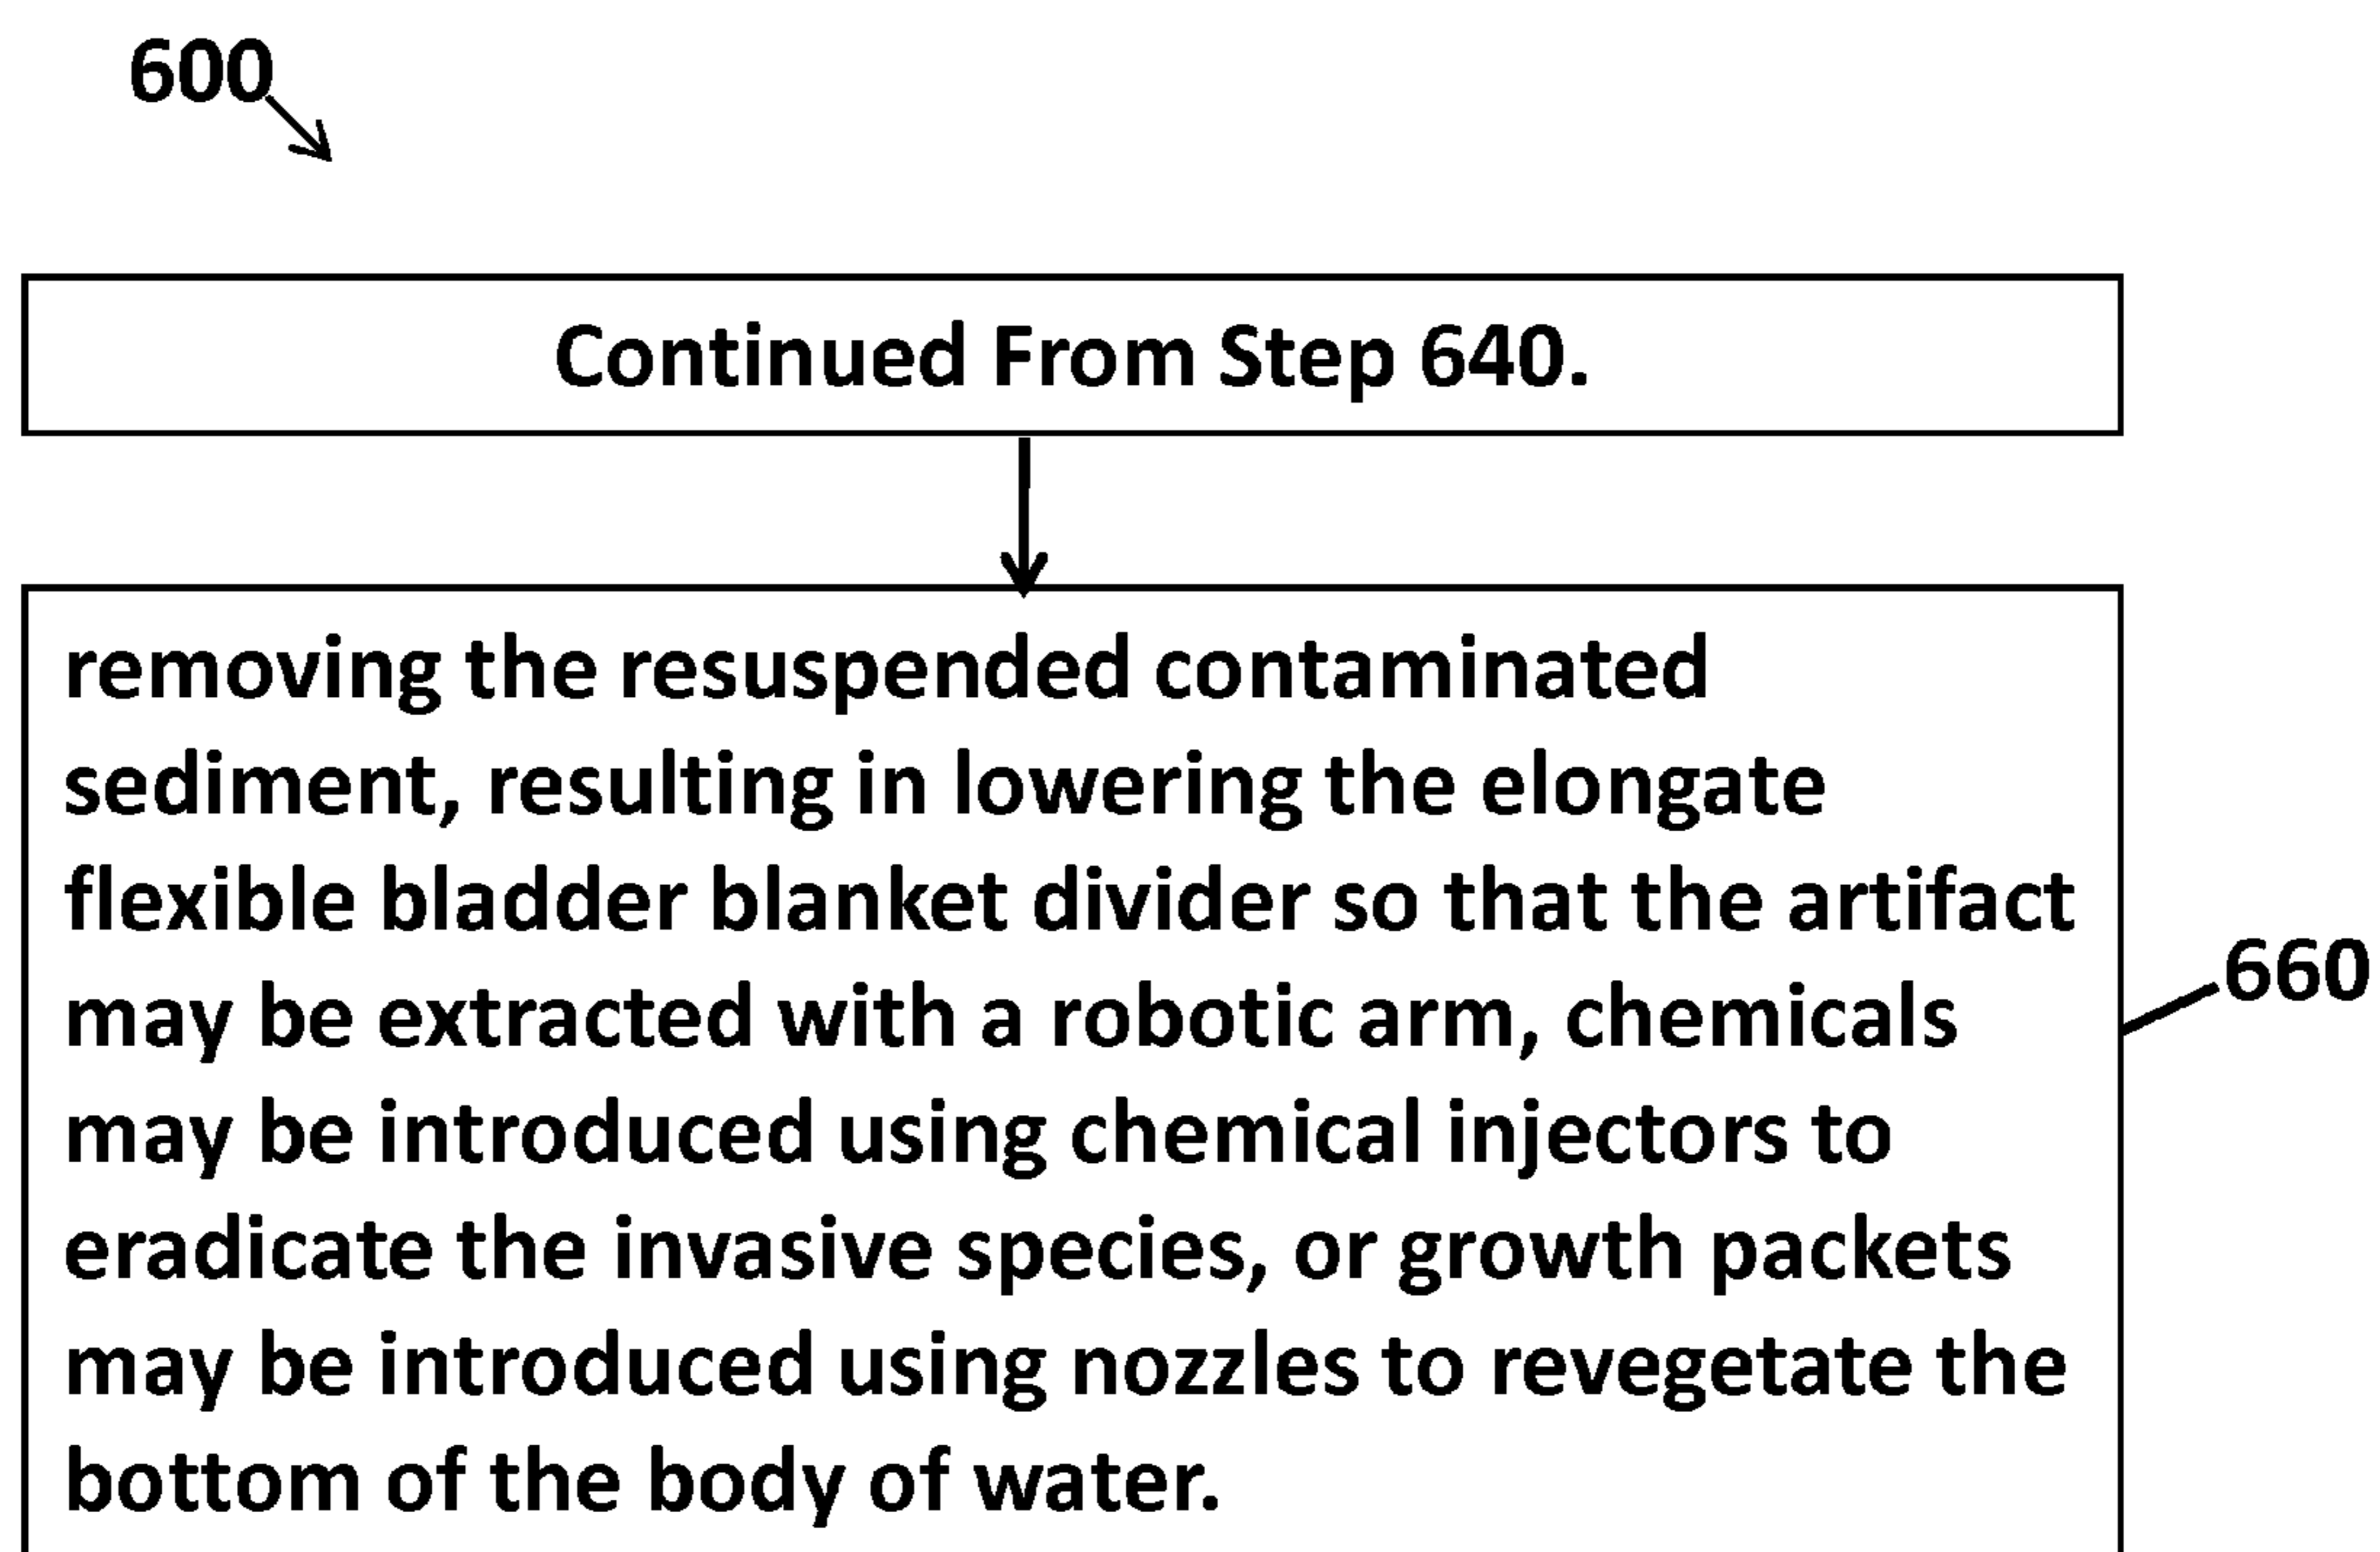 600
Continued From Step 640.
removing the resuspended contaminated
sediment, resulting in lowering the elongate
flexible bladder blanket divider so that the artifact
may be extracted with a robotic arm, chemicals
may be introduced using chemical injectors to
eradicate the invasive species, or growth packets
may be introduced using nozzles to revegetate the
bottom of the body of water.
660